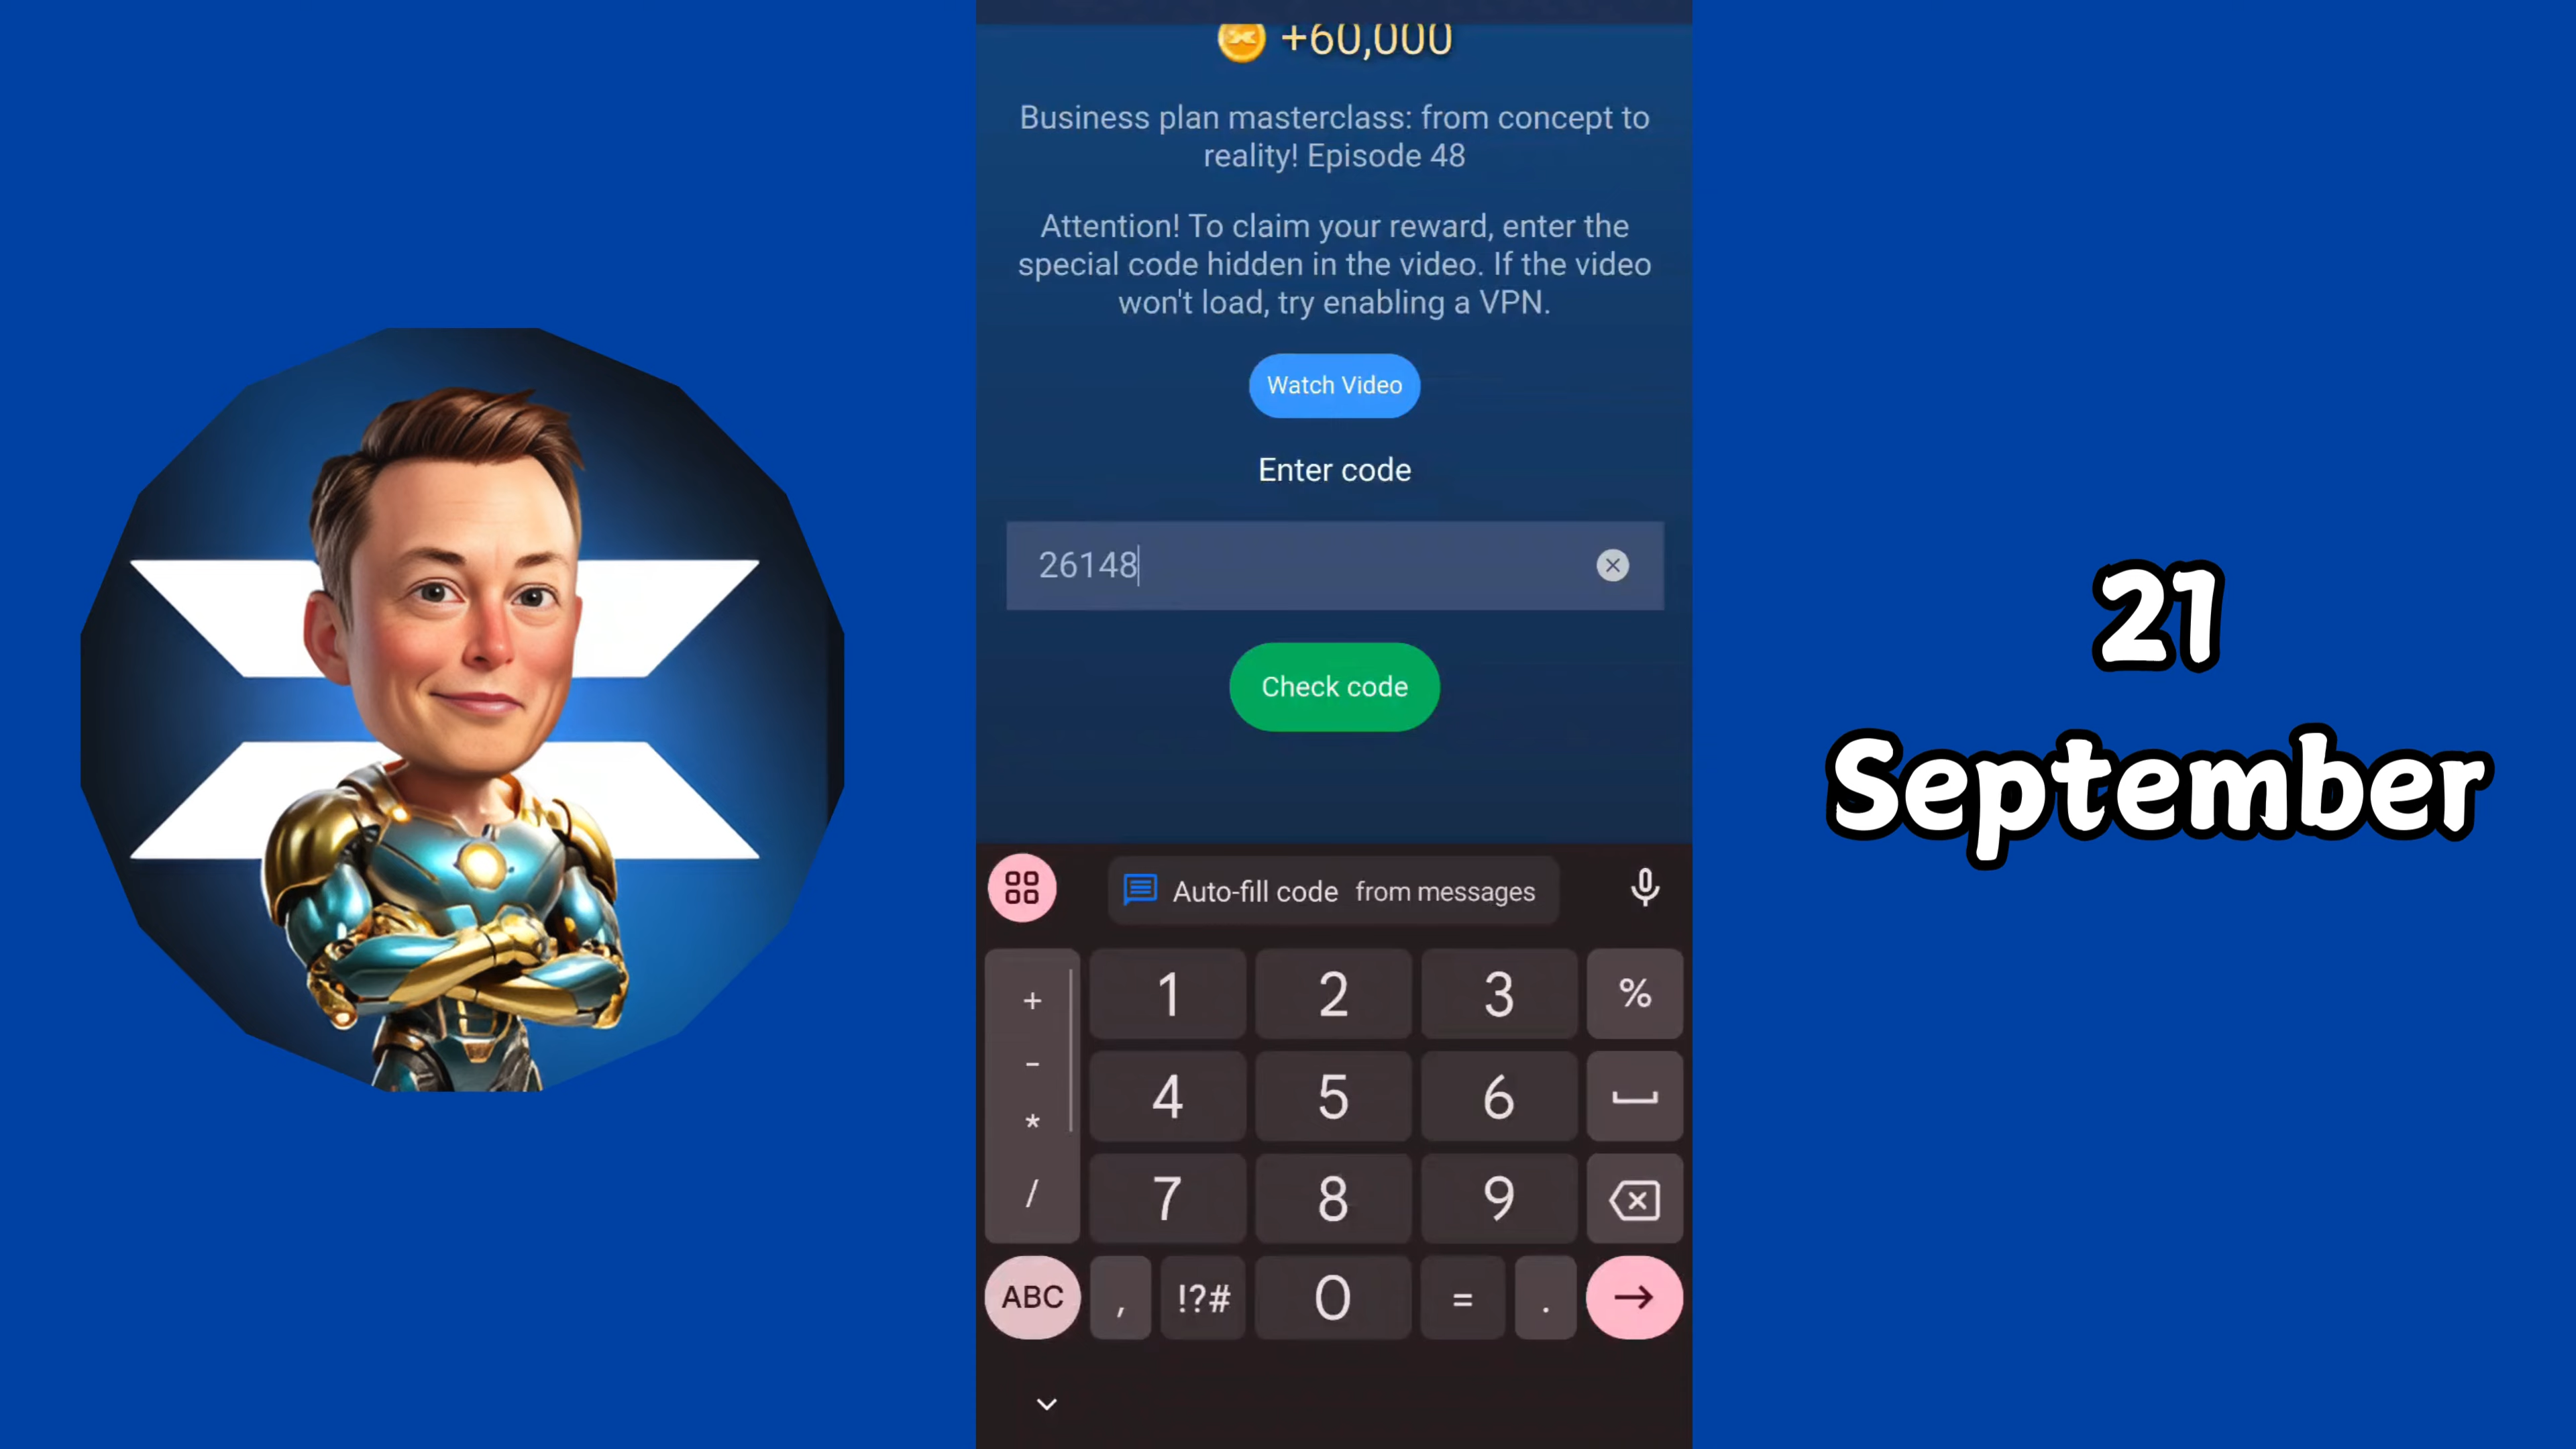 +60,000
Business plan masterclass: from concept to
reality! Episode 48
Attention! To claim your reward, enter the
special code hidden in the video. If the video
won't load, try enabling a VPN.
Watch Video
Enter code
26148
Check code
Auto-fill code from messages
+ 1 2 3 %
- 4 5 6
*
/ 7 8 9
ABC , !?# 0 = .
21
September